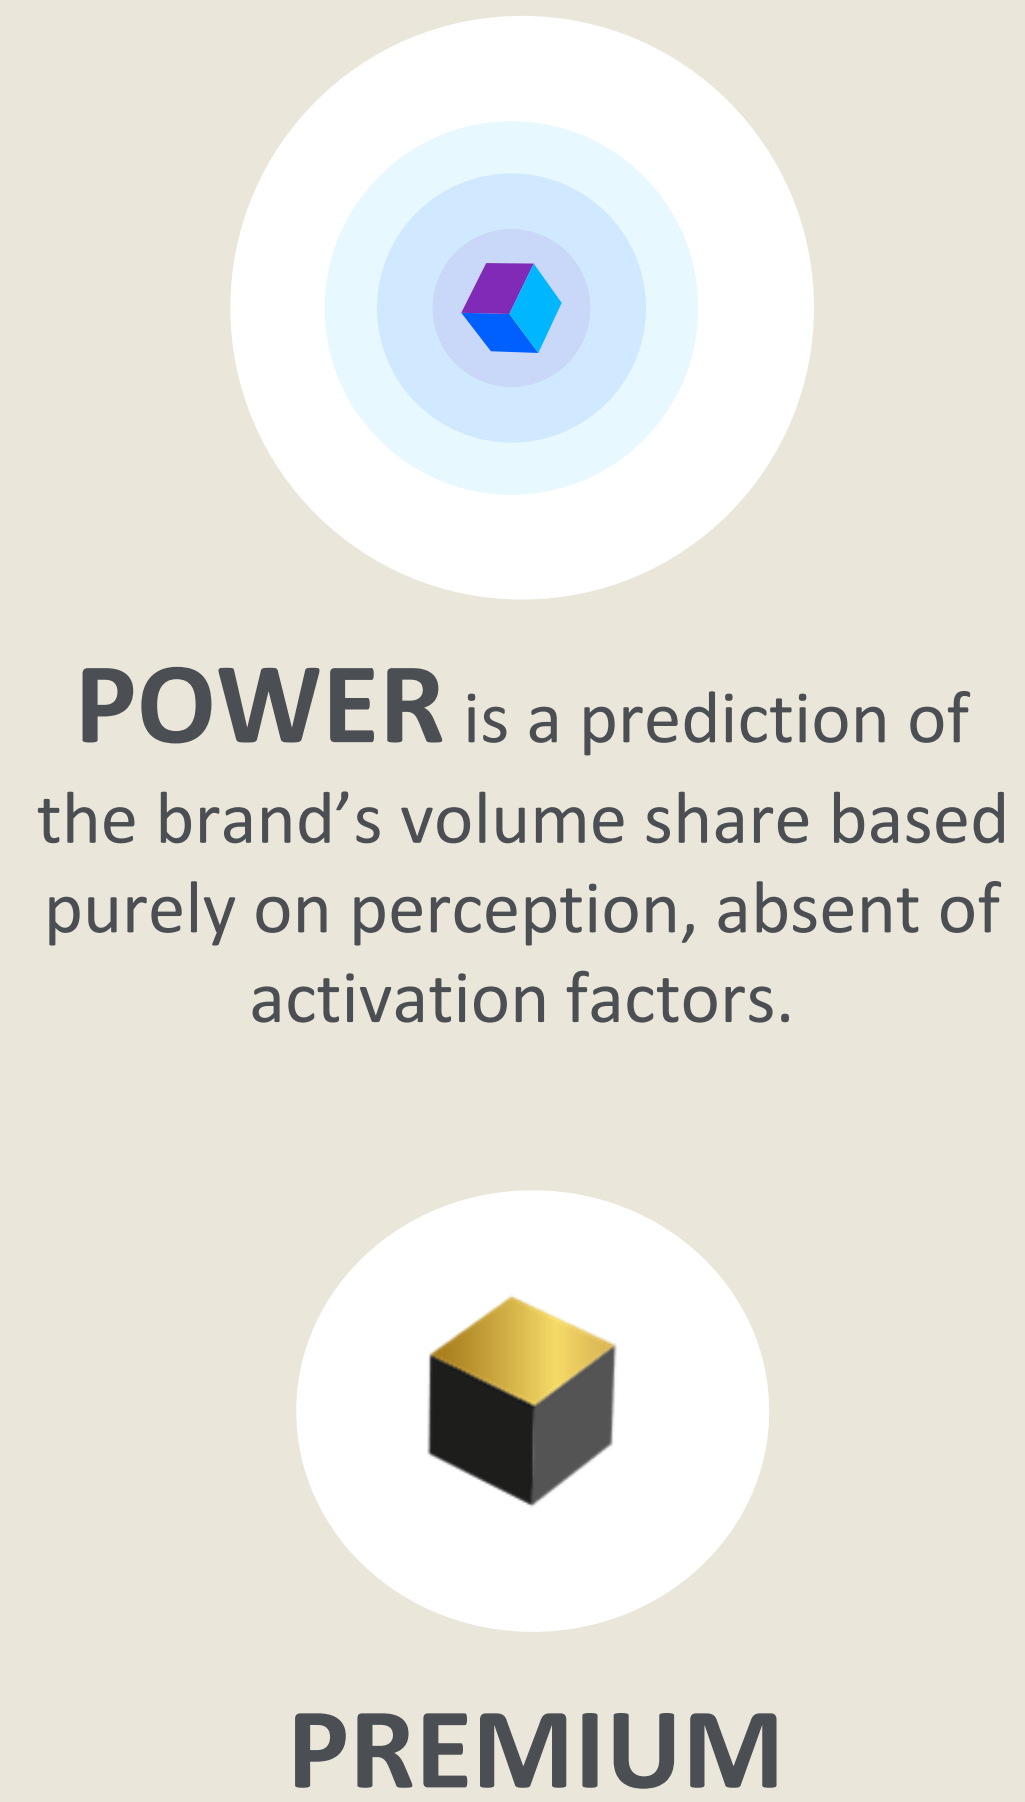 POWER is a prediction of
the brand’s volume share based
purely on perception, absent of
activation factors.
PREMIUM